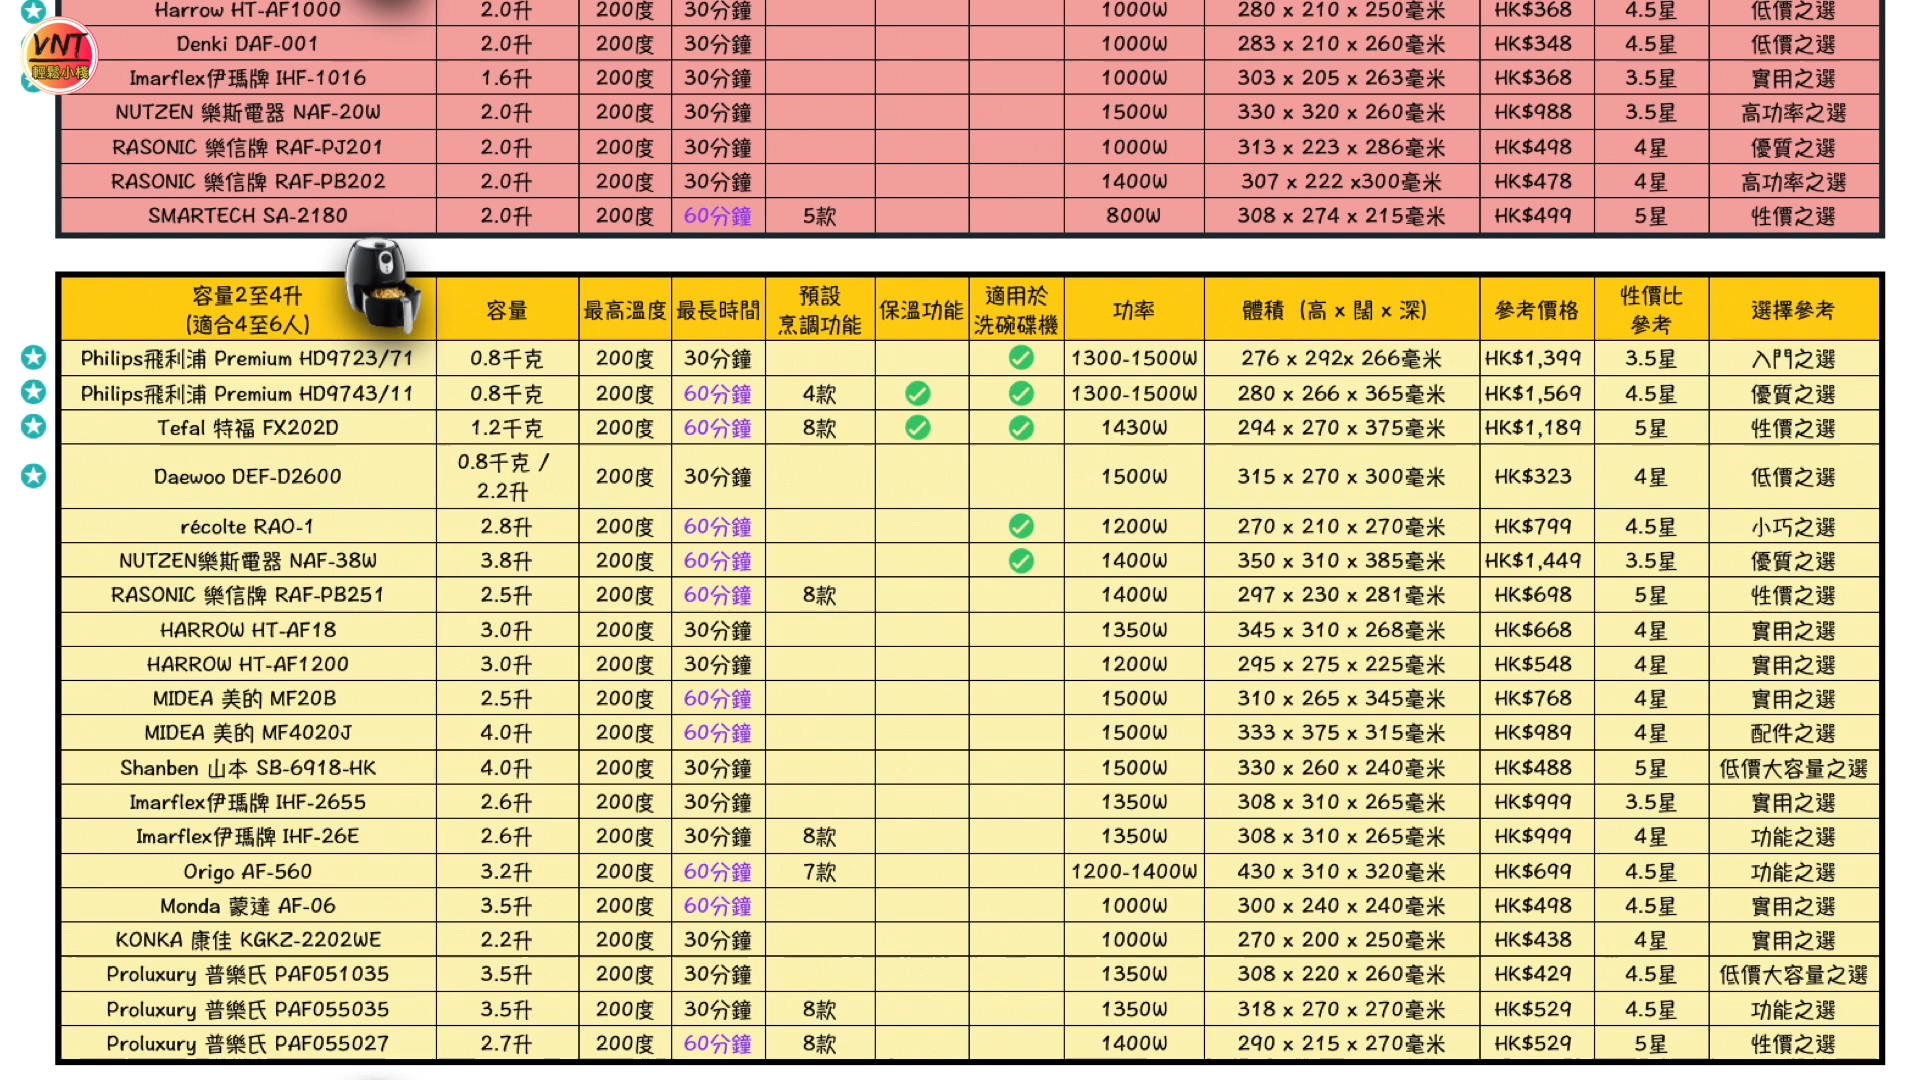 Harrow HT-AF1000 2.0升 200度 30分鐘 1000W 280 x 210 x 250毫米 HK$368 4.5星 低價之選
VNT
輕鬆小棧
Denki DAF-001 2.0升 200度 30分鐘 1000W 283 x 210 x 260毫米 HK$348 4.5星 低價之選
Imarflex伊瑪牌 IHF-1016 1.6升 200度 30分鐘 1000W 303 x 205 x 263毫米 HK$368 3.5星 實用之選
NUTZEN 樂斯電器 NAF-20W 2.0升 200度 30分鐘 1500W 330 x 320 x 260毫米 HK$988 3.5星 高功率之選
RASONIC 樂信牌 RAF-PJ201 2.0升 200度 30分鐘 1000W 313 x 223 x 286毫米 HK$498 4星 優質之選
RASONIC 樂信牌 RAF-PB202 2.0升 200度 30分鐘 1400W 307 x 222 x300毫米 HK$478 4星 高功率之選
SMARTECH SA-2180 2.0升 200度 60分鐘 5款 800W 308 x 274 x 215毫米 HK$499 5星 性價之選
容量2至4升
(適合4至6人)
容量 最高溫度 最長時間
預設
烹調功能
保溫功能
適用於
洗碗碟機
功率 體積 (高 x 闊 x 深) 參考價格
性價比
參考
選擇參考
Philips飛利浦 Premium HD9723/71 0.8千克 200度 30分鐘 1300-1500W 276 x 292x 266毫米 HK$1,399 3.5星 入門之選
Philips飛利浦 Premium HD9743/11 0.8千克 200度 60分鐘 4款 1300-1500W 280 x 266 x 365毫米 HK$1,569 4.5星 優質之選
Tefal 特福 FX202D 1.2千克 200度 60分鐘 8款 1430W 294 x 270 x 375毫米 HK$1,189 5星 性價之選
Daewoo DEF-D2600
0.8千克 /
2.2升
200度 30分鐘 1500W 315 x 270 x 300毫米 HK$323 4星 低價之選
récolte RAO-1 2.8升 200度 60分鐘 1200W 270 x 210 x 270毫米 HK$799 4.5星 小巧之選
NUTZEN樂斯電器 NAF-38W 3.8升 200度 60分鐘 1400W 350 x 310 x 385毫米 HK$1,449 3.5星 優質之選
RASONIC 樂信牌 RAF-PB251 2.5升 200度 60分鐘 8款 1400W 297 x 230 x 281毫米 HK$698 5星 性價之選
HARROW HT-AF18 3.0升 200度 30分鐘 1350W 345 x 310 x 268毫米 HK$668 4星 實用之選
HARROW HT-AF1200 3.0升 200度 30分鐘 1200W 295 x 275 x 225毫米 HK$548 4星 實用之選
MIDEA 美的 MF20B 2.5升 200度 60分鐘 1500W 310 x 265 x 345毫米 HK$768 4星 實用之選
MIDEA 美的 MF4020J 4.0升 200度 60分鐘 1500W 333 x 375 x 315毫米 HK$989 4星 配件之選
Shanben 山本 SB-6918-HK 4.0升 200度 30分鐘 1500W 330 x 260 x 240毫米 HK$488 5星 低價大容量之選
Imarflex伊瑪牌 IHF-2655 2.6升 200度 30分鐘 1350W 308 x 310 x 265毫米 HK$999 3.5星 實用之選
Imarflex伊瑪牌 IHF-26E 2.6升 200度 30分鐘 8款 1350W 308 x 310 x 265毫米 HK$999 4星 功能之選
Origo AF-560 3.2升 200度 60分鐘 7款 1200-1400W 430 x 310 x 320毫米 HK$699 4.5星 功能之選
Monda 蒙達 AF-06 3.5升 200度 60分鐘 1000W 300 x 240 x 240毫米 HK$498 4.5星 實用之選
KONKA 康佳 KGKZ-2202WE 2.2升 200度 30分鐘 1000W 270 x 200 x 250毫米 HK$438 4星 實用之選
Proluxury 普樂氏 PAF051035 3.5升 200度 30分鐘 1350W 308 x 220 x 260毫米 HK$429 4.5星 低價大容量之選
Proluxury 普樂氏 PAF055035 3.5升 200度 30分鐘 8款 1350W 318 x 270 x 270毫米 HK$529 4.5星 功能之選
Proluxury 普樂氏 PAF055027 2.7升 200度 60分鐘 8款 1400W 290 x 215 x 270毫米 HK$529 5星 性價之選